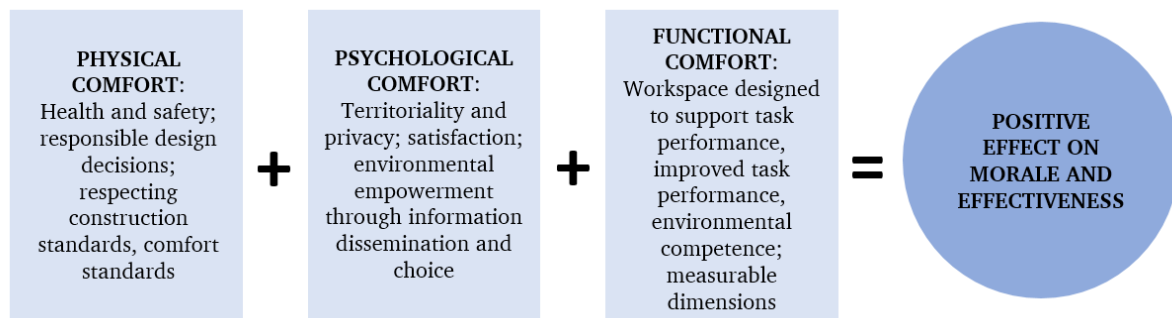 PHYSICAL
COMFORT:
Health and safety;
responsible design
decisions;
respecting
construction
standards, comfort
standards
+
PSYCHOLOGICAL
COMFORT:
Territoriality and
privacy; satisfaction;
environmental
empowerment
through information
dissemination and
choice
+
FUNCTIONAL
COMFORT:
Workspace designed
to support task
performance,
improved task
performance,
environmental
competence;
measurable
dimensions
=
POSITIVE
EFFECT ON
MORALE AND
EFFECTIVENESS